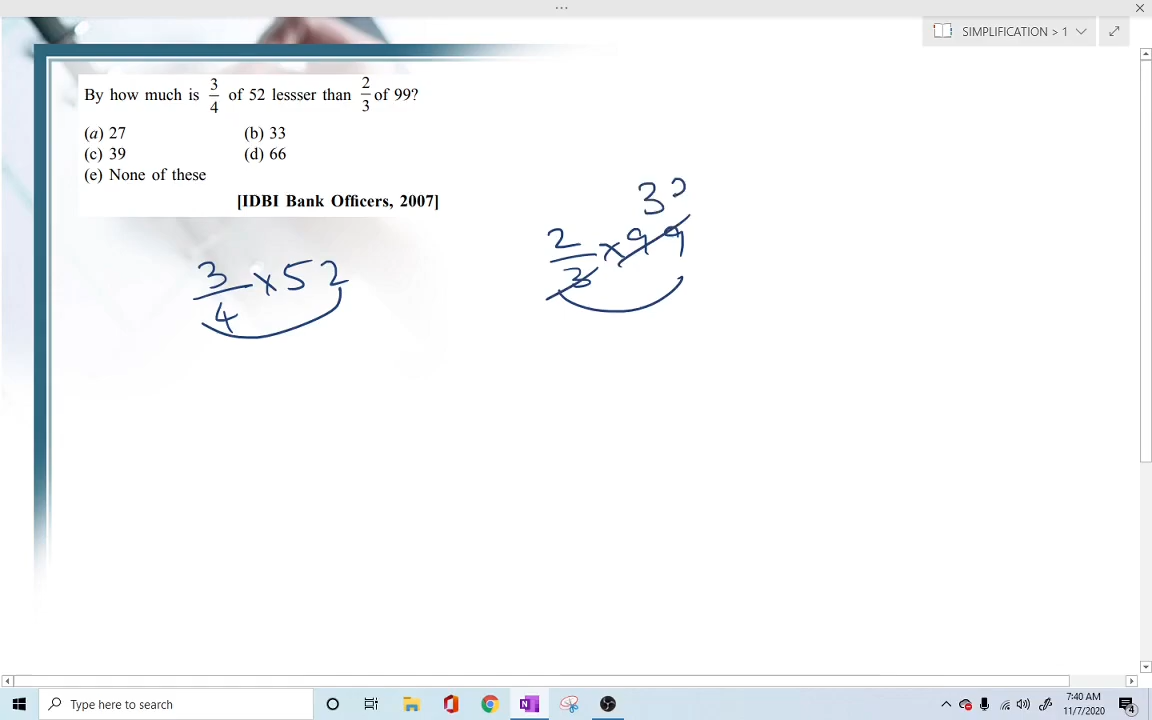 SIMPLIFICATION > 1
By how much is 3/4 of 52 lessser than 2/3 of 99?
(a) 27 (b) 33
(c) 39 (d) 66
(e) None of these
[IDBI Bank Officers, 2007]
33
3/4 × 52 2/3 × 99
Type here to search
7:40 AM
11/7/2020
4